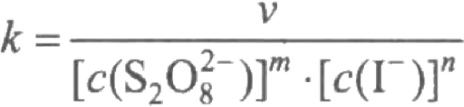 k = v / [c(S₂O₈²⁻)]ᵐ · [c(I⁻)]ⁿ